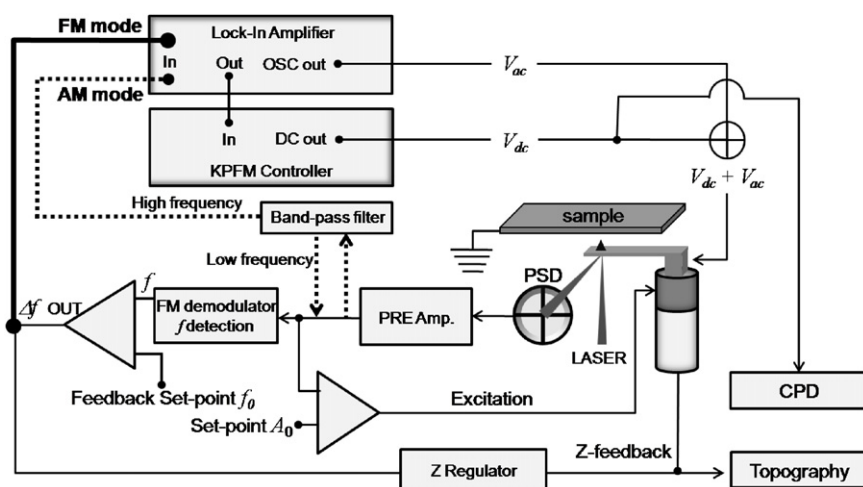 FM mode
Lock-In Amplifier
In
Out
OSC out
AM mode
V_ac
In
DC out
KPFM Controller
V_dc
V_dc + V_ac
High frequency
Band-pass filter
sample
Low frequency
PSD
Δf OUT
f
FM demodulator
f detection
PRE Amp.
LASER
Feedback Set-point f_0
Set-point A_0
Excitation
CPD
Z-feedback
Z Regulator
Topography